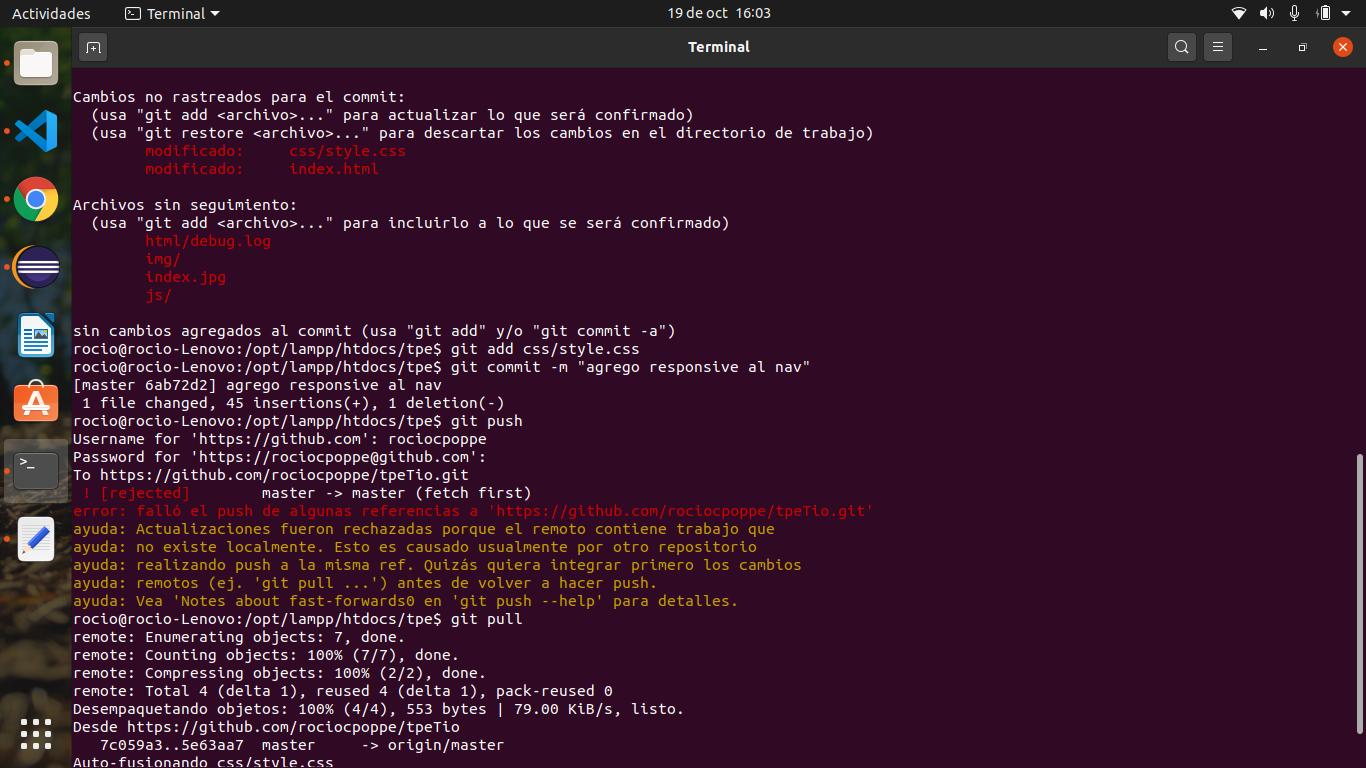 Actividades
Terminal
19 de oct 16:03
Terminal
Cambios no rastreados para el commit:
(usa "git add <archivo>..." para actualizar lo que será confirmado)
(usa "git restore <archivo>..." para descartar los cambios en el directorio de trabajo)
modificado: css/style.css
modificado: index.html
Archivos sin seguimiento:
(usa "git add <archivo>..." para incluirlo a lo que se será confirmado)
html/debug.log
img/
index.jpg
js/
sin cambios agregados al commit (usa "git add" y/o "git commit -a")
rocio@rocio-Lenovo:/opt/lampp/htdocs/tpe$ git add css/style.css
rocio@rocio-Lenovo:/opt/lampp/htdocs/tpe$ git commit -m "agrego responsive al nav"
[master 6ab72d2] agrego responsive al nav
1 file changed, 45 insertions(+), 1 deletion(-)
rocio@rocio-Lenovo:/opt/lampp/htdocs/tpe$ git push
Username for 'https://github.com': rociocpoppe
Password for 'https://rociocpoppe@github.com':
To https://github.com/rociocpoppe/tpeTio.git
! [rejected] master -> master (fetch first)
error: falló el push de algunas referencias a 'https://github.com/rociocpoppe/tpeTio.git'
ayuda: Actualizaciones fueron rechazadas porque el remoto contiene trabajo que
ayuda: no existe localmente. Esto es causado usualmente por otro repositorio
ayuda: realizando push a la misma ref. Quizás quiera integrar primero los cambios
ayuda: remotos (ej. 'git pull ...') antes de volver a hacer push.
ayuda: Vea 'Notes about fast-forwards0 en 'git push --help' para detalles.
rocio@rocio-Lenovo:/opt/lampp/htdocs/tpe$ git pull
remote: Enumerating objects: 7, done.
remote: Counting objects: 100% (7/7), done.
remote: Compressing objects: 100% (2/2), done.
remote: Total 4 (delta 1), reused 4 (delta 1), pack-reused 0
Desempaquetando objetos: 100% (4/4), 553 bytes | 79.00 KiB/s, listo.
Desde https://github.com/rociocpoppe/tpeTio
7c059a3..5e63aa7 master -> origin/master
Auto-fusionando css/style.css